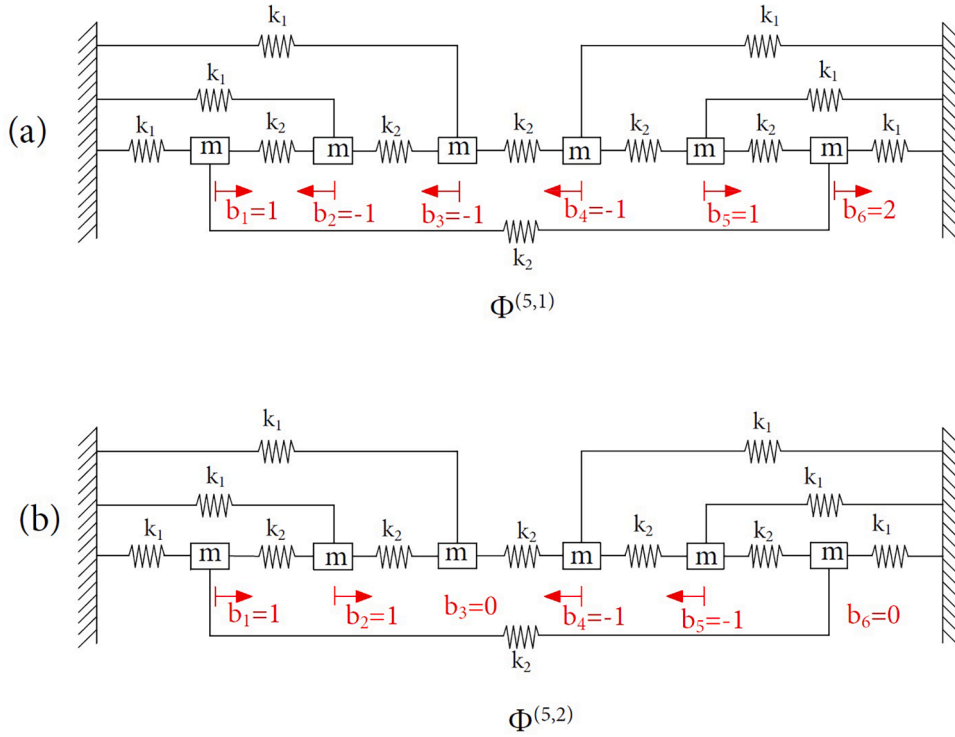 k₁ k₁
k₁ k₁
(a)
k₁ k₂ k₂ k₂ k₂ k₂ k₁
m m m m m m
b₁=1 b₂=-1 b₃=-1 b₄=-1 b₅=1 b₆=2
k₂
Φ⁽⁵,¹⁾
k₁ k₁
k₁ k₁
(b)
k₁ k₂ k₂ k₂ k₂ k₂ k₁
m m m m m m
b₁=1 b₂=1 b₃=0 b₄=-1 b₅=-1 b₆=0
k₂
Φ⁽⁵,²⁾